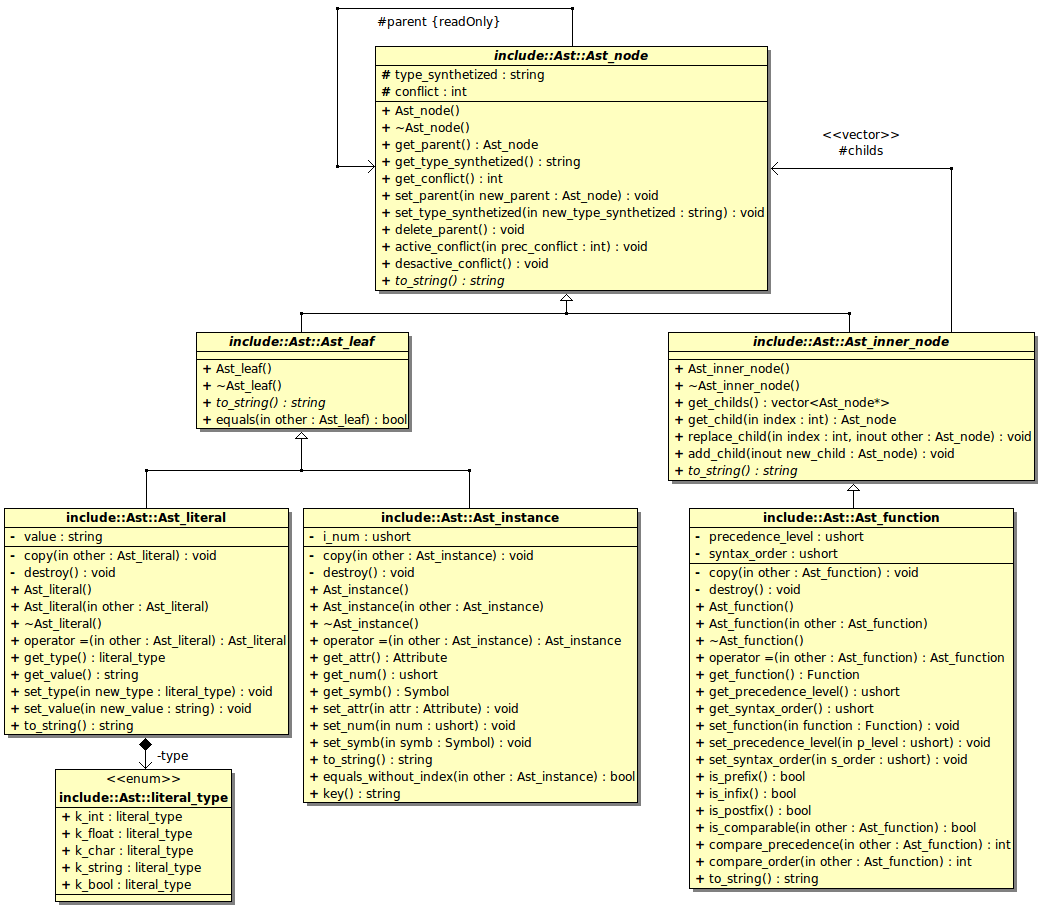 #parent {readOnly}
include::Ast::Ast_node
# type_synthetized : string
# conflict : int
+ Ast_node()
+ ~Ast_node()
+ get_parent() : Ast_node
+ get_type_synthetized() : string
+ get_conflict() : int
+ set_parent(in new_parent : Ast_node) : void
+ set_type_synthetized(in new_type_synthetized : string) : void
+ delete_parent() : void
+ active_conflict(in prec_conflict : int) : void
+ desactive_conflict() : void
+ to_string() : string
<<vector>>
#childs
include::Ast::Ast_leaf
+ Ast_leaf()
+ ~Ast_leaf()
+ to_string() : string
+ equals(in other : Ast_leaf) : bool
include::Ast::Ast_inner_node
+ Ast_inner_node()
+ ~Ast_inner_node()
+ get_childs() : vector<Ast_node*>
+ get_child(in index : int) : Ast_node
+ replace_child(in index : int, inout other : Ast_node) : void
+ add_child(inout new_child : Ast_node) : void
+ to_string() : string
include::Ast::Ast_literal
- value : string
- copy(in other : Ast_literal) : void
- destroy() : void
+ Ast_literal()
+ Ast_literal(in other : Ast_literal)
+ ~Ast_literal()
+ operator =(in other : Ast_literal) : Ast_literal
+ get_type() : literal_type
+ get_value() : string
+ set_type(in new_type : literal_type) : void
+ set_value(in new_value : string) : void
+ to_string() : string
-type
<<enum>>
include::Ast::literal_type
+ k_int : literal_type
+ k_float : literal_type
+ k_char : literal_type
+ k_string : literal_type
+ k_bool : literal_type
include::Ast::Ast_instance
- i_num : ushort
- copy(in other : Ast_instance) : void
- destroy() : void
+ Ast_instance()
+ Ast_instance(in other : Ast_instance)
+ ~Ast_instance()
+ operator =(in other : Ast_instance) : Ast_instance
+ get_attr() : Attribute
+ get_num() : ushort
+ get_symb() : Symbol
+ set_attr(in attr : Attribute) : void
+ set_num(in num : ushort) : void
+ set_symb(in symb : Symbol) : void
+ to_string() : string
+ equals_without_index(in other : Ast_instance) : bool
+ key() : string
include::Ast::Ast_function
- precedence_level : ushort
- syntax_order : ushort
- copy(in other : Ast_function) : void
- destroy() : void
+ Ast_function()
+ Ast_function(in other : Ast_function)
+ ~Ast_function()
+ operator =(in other : Ast_function) : Ast_function
+ get_function() : Function
+ get_precedence_level() : ushort
+ get_syntax_order() : ushort
+ set_function(in function : Function) : void
+ set_precedence_level(in p_level : ushort) : void
+ set_syntax_order(in s_order : ushort) : void
+ is_prefix() : bool
+ is_infix() : bool
+ is_postfix() : bool
+ is_comparable(in other : Ast_function) : bool
+ compare_precedence(in other : Ast_function) : int
+ compare_order(in other : Ast_function) : int
+ to_string() : string